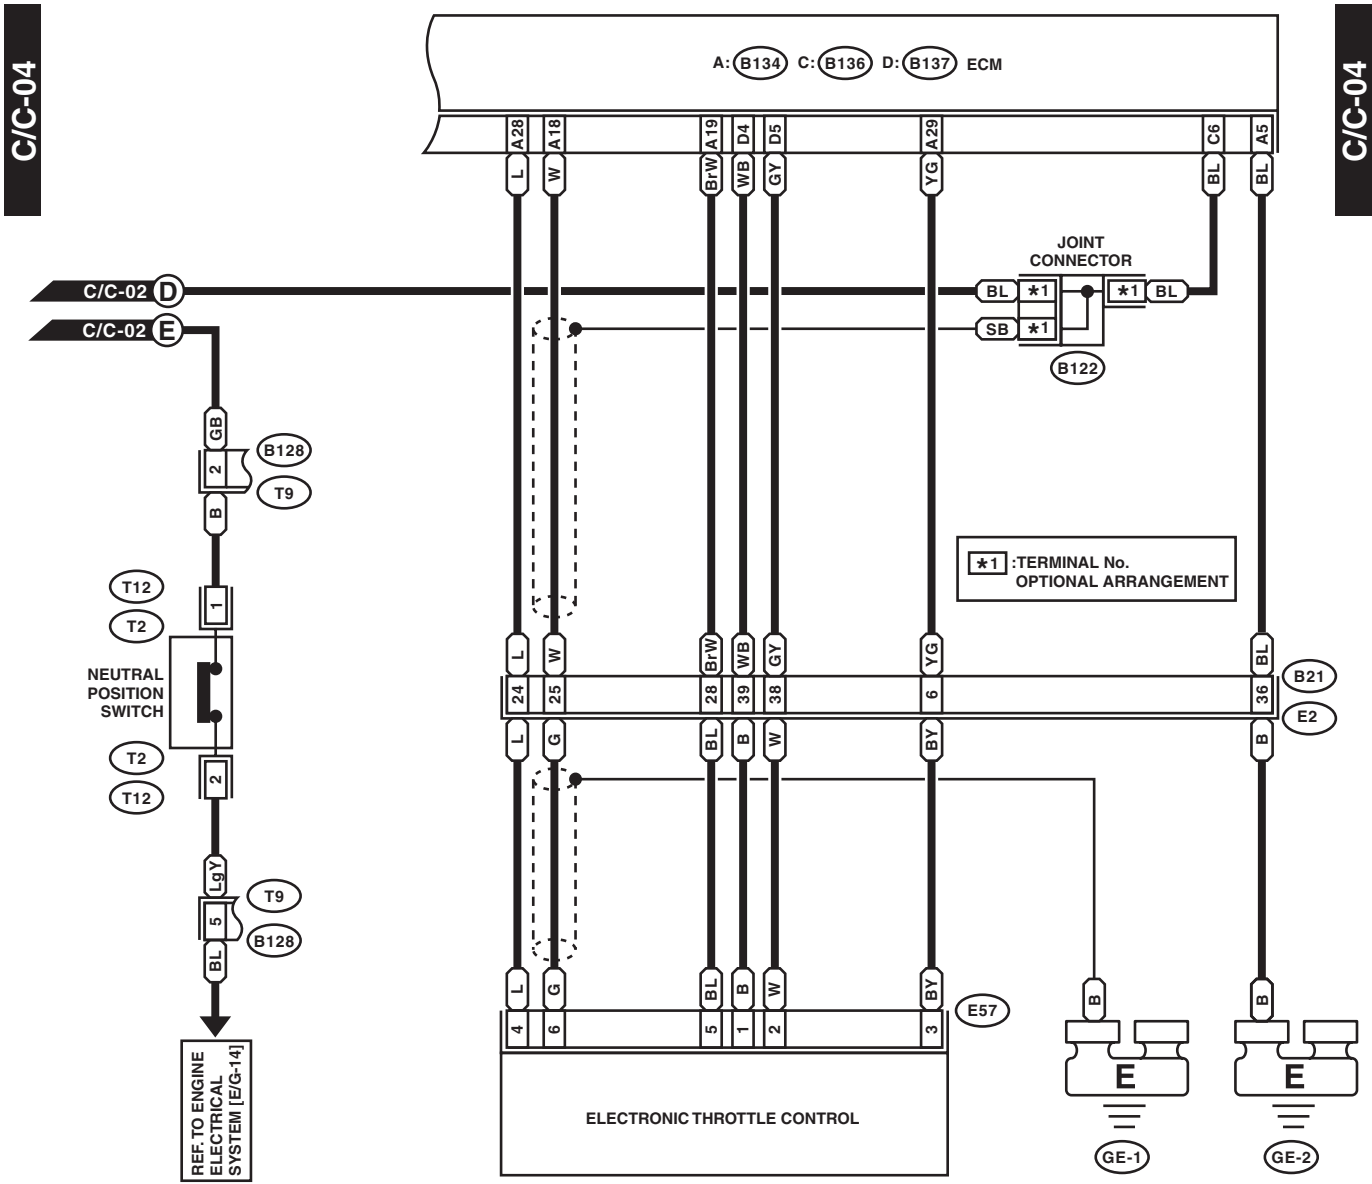 C/C-04
C/C-04
A: B134 C: B136 D: B137 ECM
A28 A18 A19 D4 D5 A29 C6 A5
L W BrW WB GY YG BL BL
JOINT
CONNECTOR
C/C-02 D
BL *1 *1 BL
C/C-02 E
SB *1
B122
GB
2
B128
T9
B
*1 :TERMINAL No.
OPTIONAL ARRANGEMENT
T12
1
T2
NEUTRAL
POSITION
SWITCH
T2
2
T12
L W BrW WB GY YG BL
24 25 28 39 38 6 36
B21
E2
L G BL B W BY B
LgY
T9
5
B128
BL
L G BL B W BY B B
4 6 5 1 2 3
E57
REF. TO ENGINE
ELECTRICAL
SYSTEM [E/G-14]
ELECTRONIC THROTTLE CONTROL
E E
GE-1 GE-2